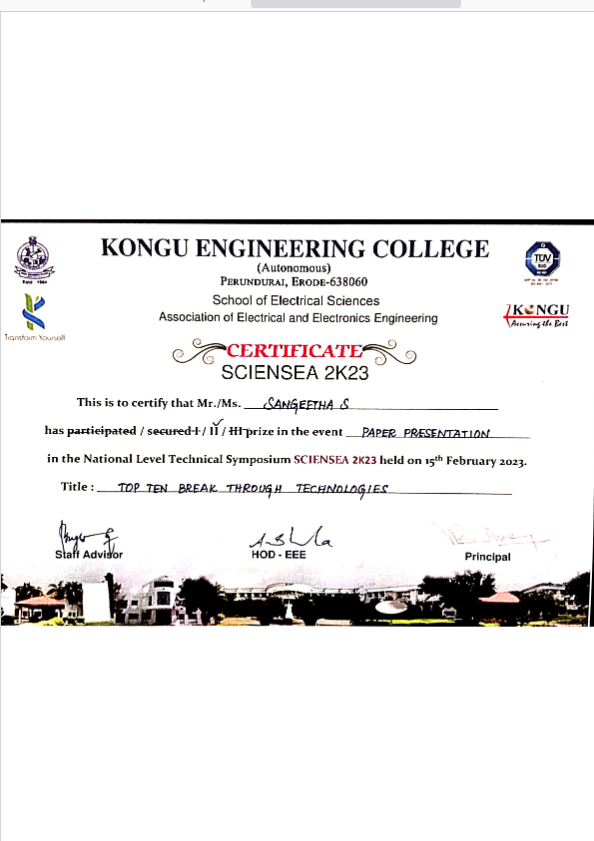 KONGU ENGINEERING COLLEGE
(Autonomous)
PERUNDURAI, ERODE-638060
School of Electrical Sciences
Association of Electrical and Electronics Engineering
Estd : 1984
Transform Yourself
TÜV
SÜD
KONGU
Assuring the Best
CERTIFICATE
SCIENSEA 2K23
This is to certify that Mr./Ms. SANGEETHA S
has participated / secured I / II / III prize in the event PAPER PRESENTATION
in the National Level Technical Symposium SCIENSEA 2K23 held on 15th February 2023.
Title : TOP TEN BREAK THROUGH TECHNOLOGIES
Staff Advisor
HOD - EEE
Principal